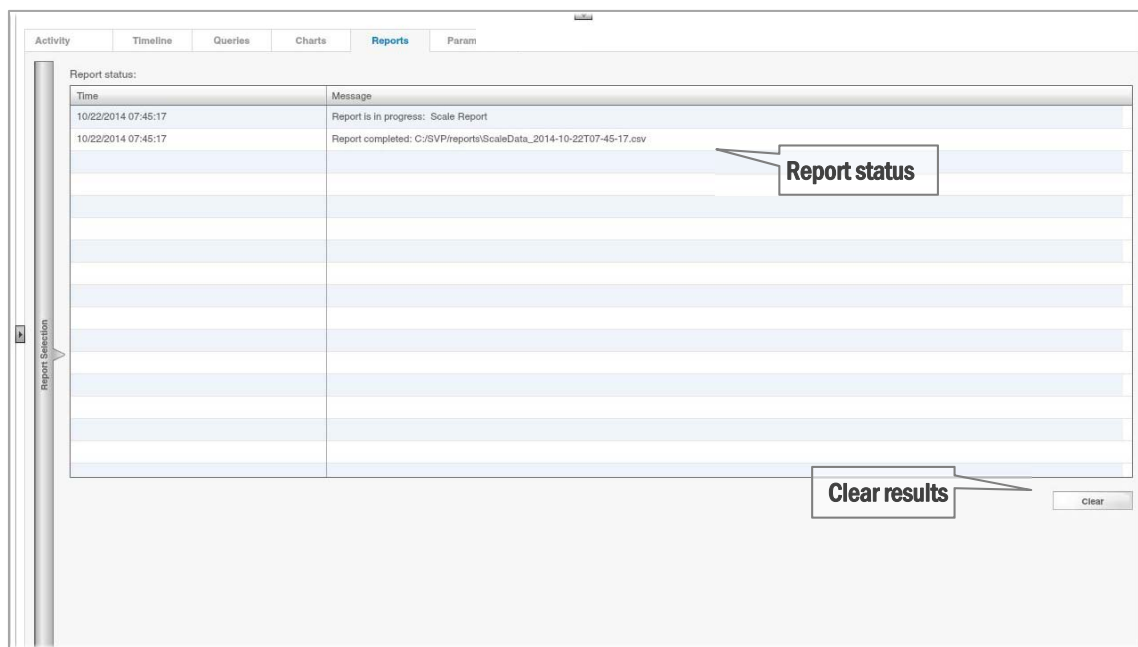 Activity Timeline Queries Charts Reports Param
Report status:
Time Message
10/22/2014 07:45:17 Report is in progress: Scale Report
10/22/2014 07:45:17 Report completed: C:/SVP/reports\ScaleData_2014-10-22T07-45-17.csv
Report status
Report Selection
Clear results
Clear